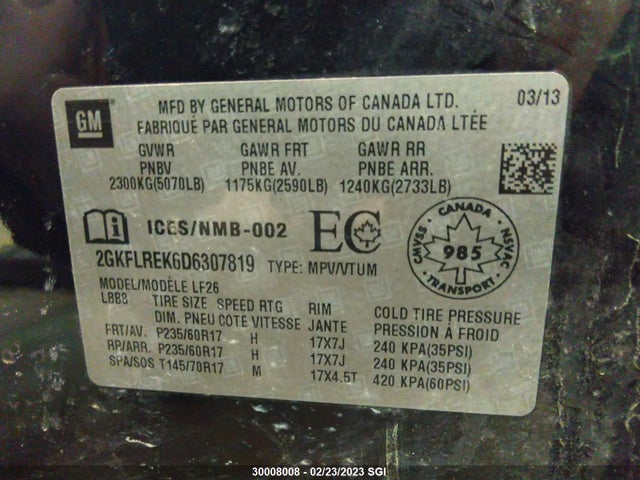 GM
MFD BY GENERAL MOTORS OF CANADA LTD. 03/13
FABRIQUÉ PAR GENERAL MOTORS DU CANADA LTÉE
GVWR GAWR FRT GAWR RR
PNBV PNBE AV. PNBE ARR.
2300KG(5070LB) 1175KG(2590LB) 1240KG(2733LB)
i ICES/NMB-002 EC
CANADA
CMVSS 985 NSVAC
TRANSPORT
2GKFLREK6D6307819 TYPE: MPV/VTUM
MODEL/MODÈLE LF26
LBB8 TIRE SIZE SPEED RTG RIM COLD TIRE PRESSURE
DIM. PNEU COTE VITESSE JANTE PRESSION À FROID
FRT/AV. P235/60R17 H 17X7J 240 KPA(35PSI)
RP/ARR. P235/60R17 H 17X7J 240 KPA(35PSI)
SPA/SOS T145/70R17 M 17X4.5T 420 KPA(60PSI)
30008008 - 02/23/2023 SGI